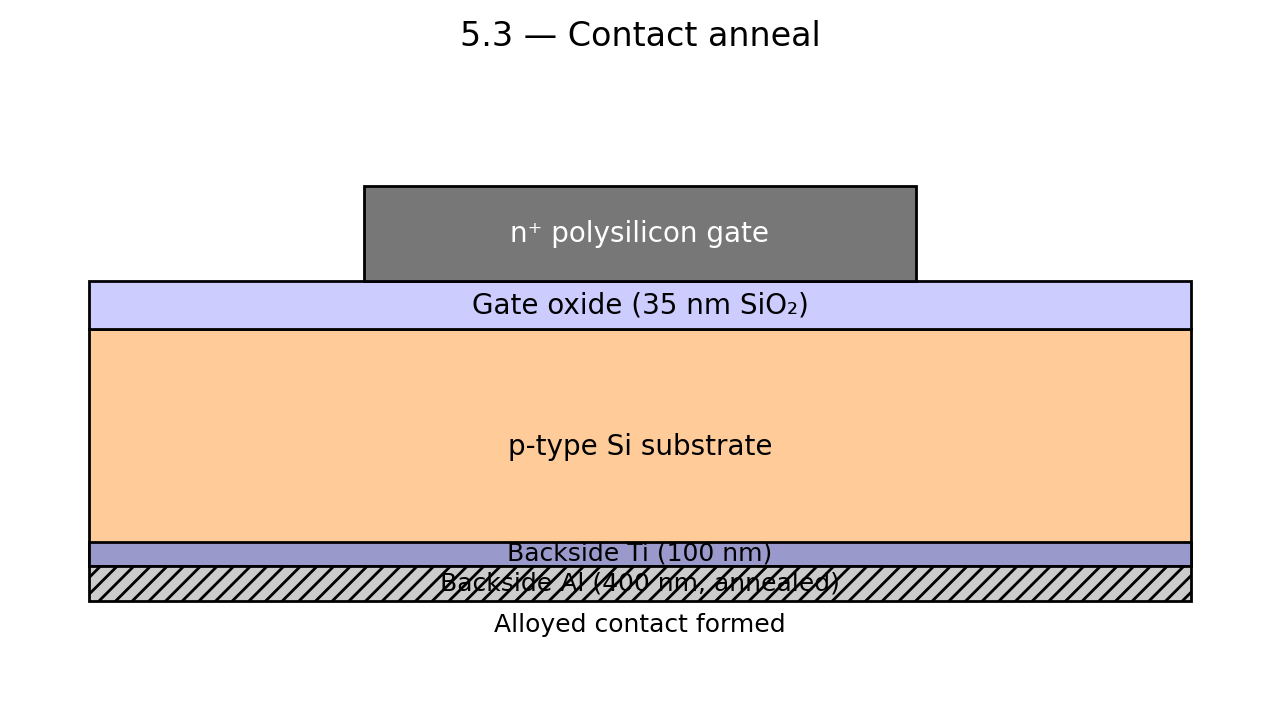 5.3 — Contact anneal
n⁺ polysilicon gate
Gate oxide (35 nm SiO₂)
p-type Si substrate
Backside Ti (100 nm)
Backside Al (400 nm, annealed)
Alloyed contact formed